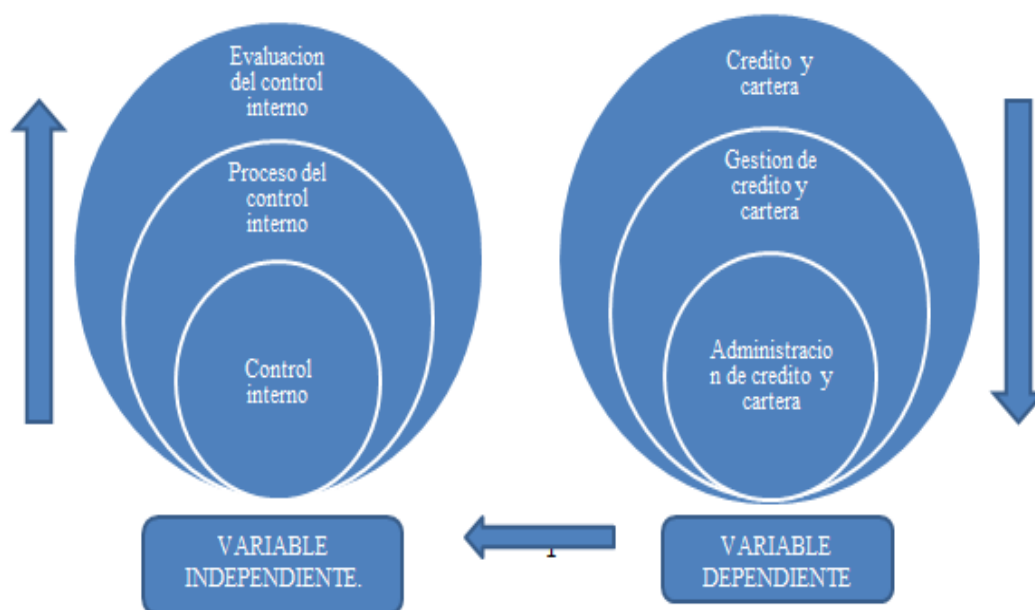 Evaluacion
del control
interno
Proceso del
control
interno
Control
interno
Credito y
cartera
Gestion de
credito y
cartera
Administracio
n de credito y
cartera
VARIABLE
INDEPENDIENTE.
VARIABLE
DEPENDIENTE